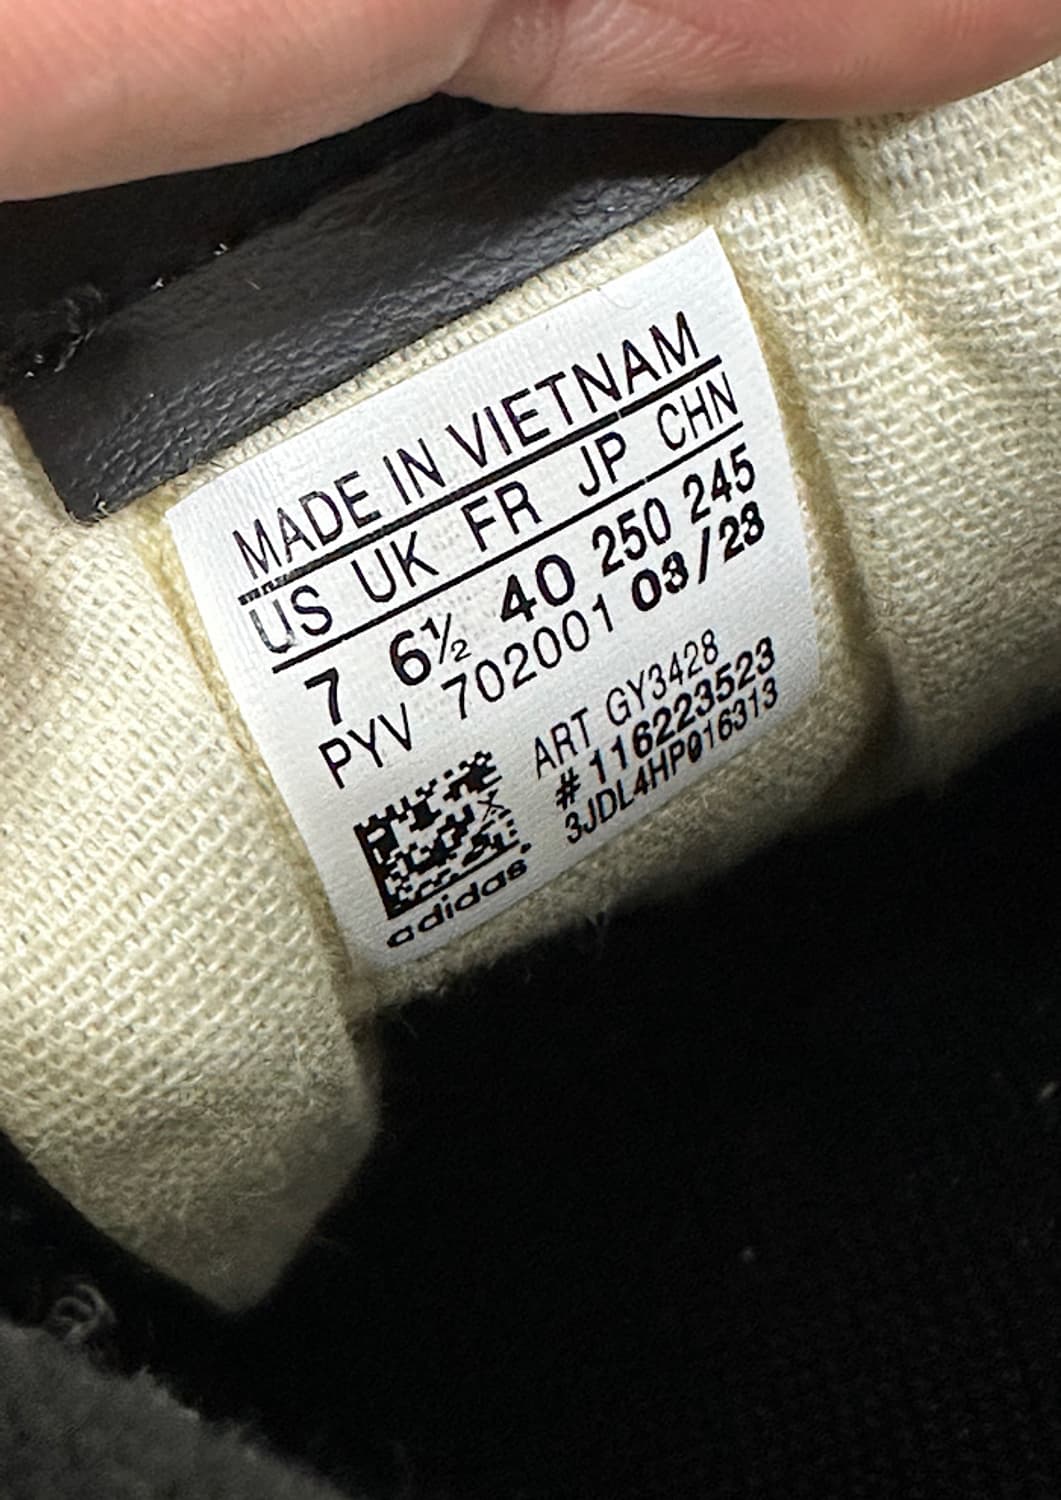 MADE IN VIETNAM
US UK FR JP CHN
7 6½ 40 250 245
PYV 702001 03/23
ART GY3428
# 116223523
3JDL4HP016313
adidas